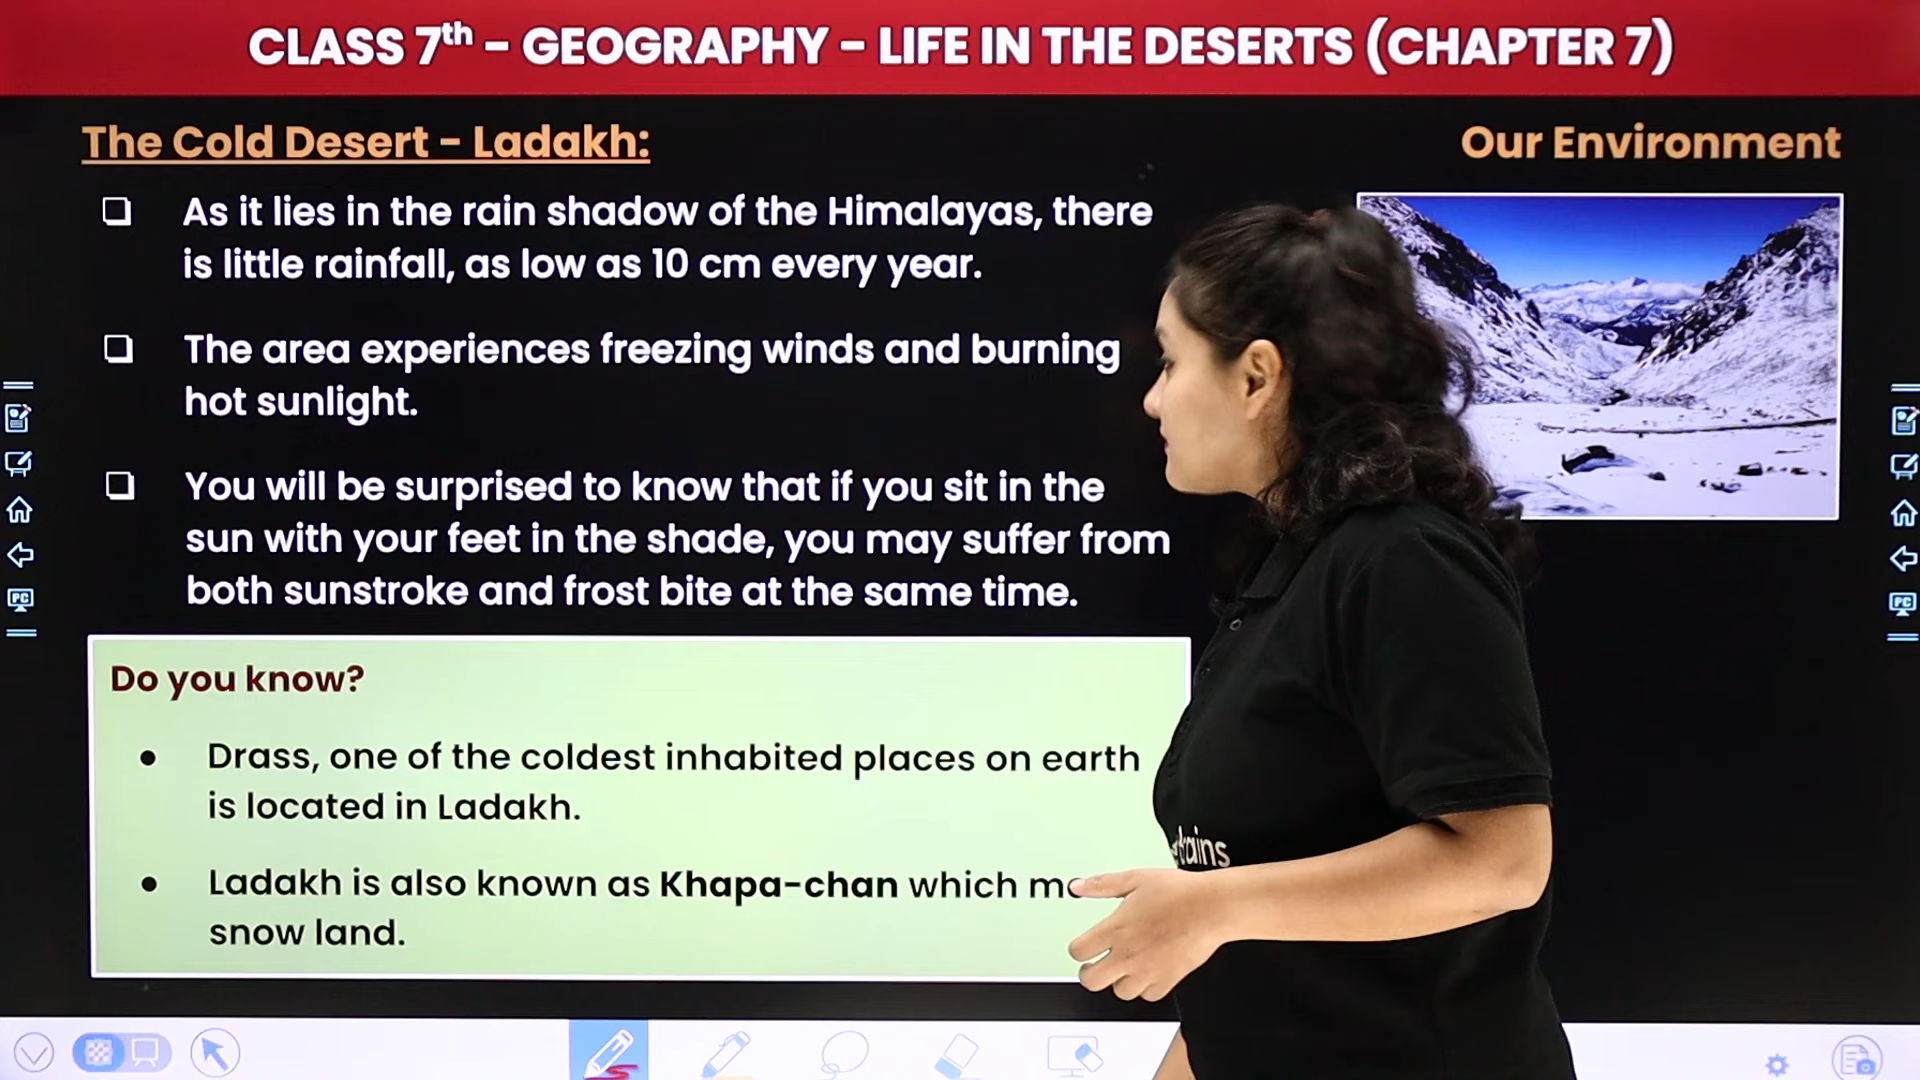 CLASS 7th - GEOGRAPHY - LIFE IN THE DESERTS (CHAPTER 7)
The Cold Desert - Ladakh:
Our Environment
As it lies in the rain shadow of the Himalayas, there
is little rainfall, as low as 10 cm every year.
The area experiences freezing winds and burning
hot sunlight.
You will be surprised to know that if you sit in the
sun with your feet in the shade, you may suffer from
both sunstroke and frost bite at the same time.
Do you know?
Drass, one of the coldest inhabited places on earth
is located in Ladakh.
Ladakh is also known as Khapa-chan which
snow land.
PC
PC